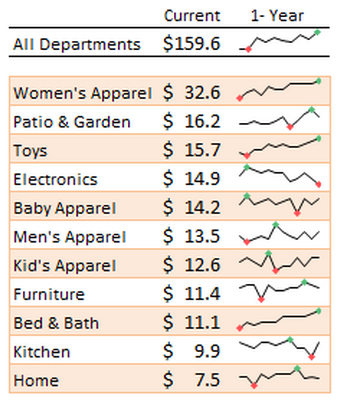 Current 1- Year
All Departments $159.6
Women's Apparel $ 32.6
Patio & Garden $ 16.2
Toys $ 15.7
Electronics $ 14.9
Baby Apparel $ 14.2
Men's Apparel $ 13.5
Kid's Apparel $ 12.6
Furniture $ 11.4
Bed & Bath $ 11.1
Kitchen $ 9.9
Home $ 7.5